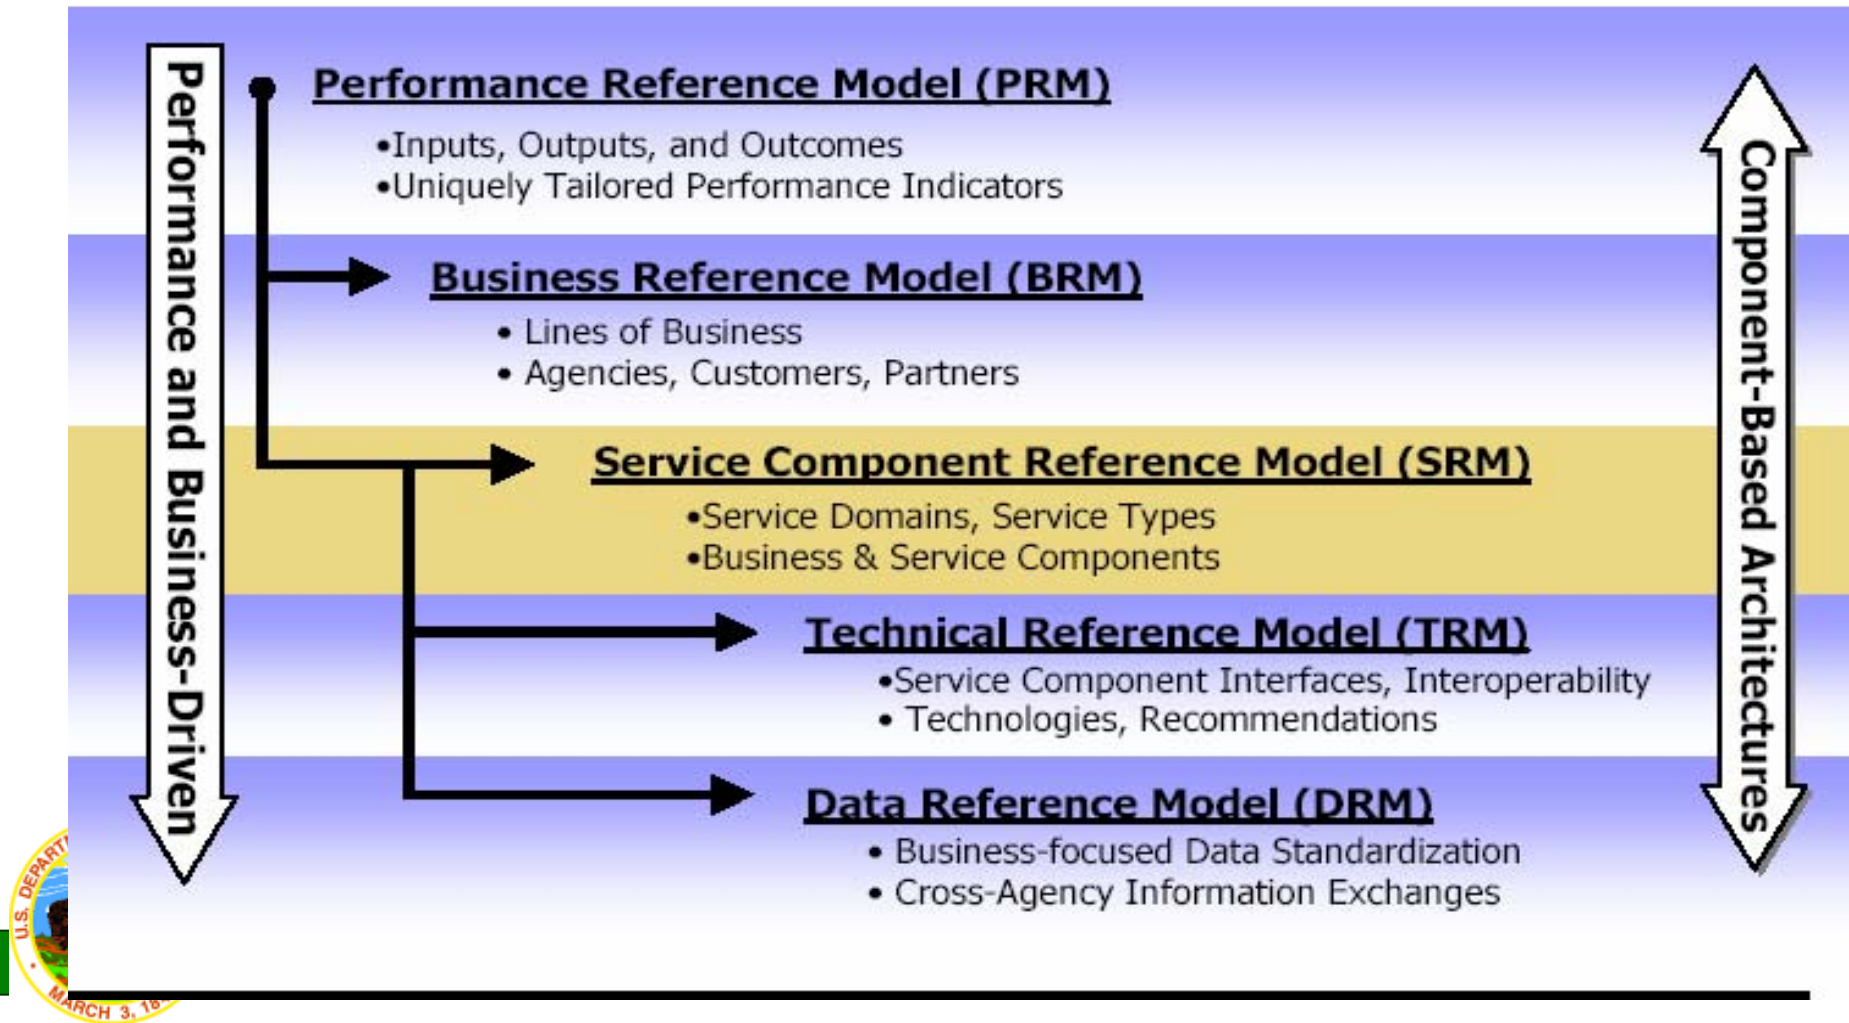 Performance and Business-Driven
Performance Reference Model (PRM)
•Inputs, Outputs, and Outcomes
•Uniquely Tailored Performance Indicators
Business Reference Model (BRM)
• Lines of Business
• Agencies, Customers, Partners
Service Component Reference Model (SRM)
•Service Domains, Service Types
•Business & Service Components
Technical Reference Model (TRM)
•Service Component Interfaces, Interoperability
• Technologies, Recommendations
Data Reference Model (DRM)
• Business-focused Data Standardization
• Cross-Agency Information Exchanges
Component-Based Architectures
U.S.
MARCH 3,